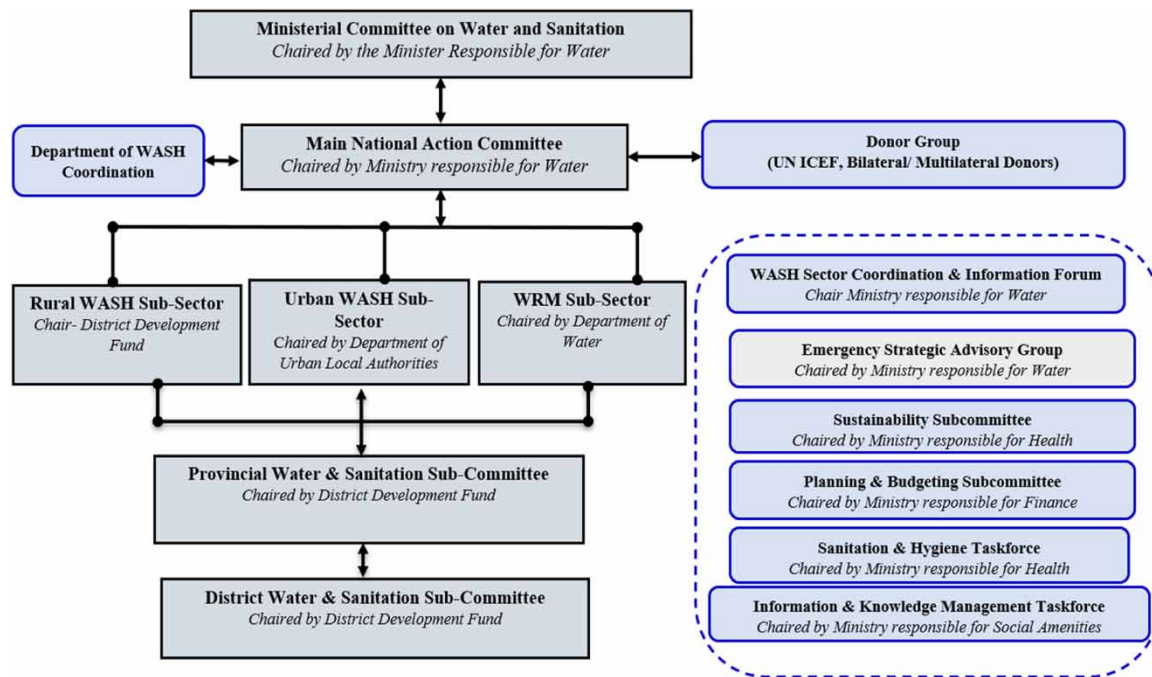 Ministerial Committee on Water and Sanitation
Chaired by the Minister Responsible for Water
Department of WASH
Coordination
Main National Action Committee
Chaired by Ministry responsible for Water
Donor Group
(UN ICEF, Bilateral/ Multilateral Donors)
Rural WASH Sub-Sector
Chair- District Development
Fund
Urban WASH Sub-
Sector
Chaired by Department of
Urban Local Authorities
WRM Sub-Sector
Chaired by Department of
Water
Provincial Water & Sanitation Sub-Committee
Chaired by District Development Fund
District Water & Sanitation Sub-Committee
Chaired by District Development Fund
WASH Sector Coordination & Information Forum
Chair Ministry responsible for Water
Emergency Strategic Advisory Group
Chaired by Ministry responsible for Water
Sustainability Subcommittee
Chaired by Ministry responsible for Health
Planning & Budgeting Subcommittee
Chaired by Ministry responsible for Finance
Sanitation & Hygiene Taskforce
Chaired by Ministry responsible for Health
Information & Knowledge Management Taskforce
Chaired by Ministry responsible for Social Amenities